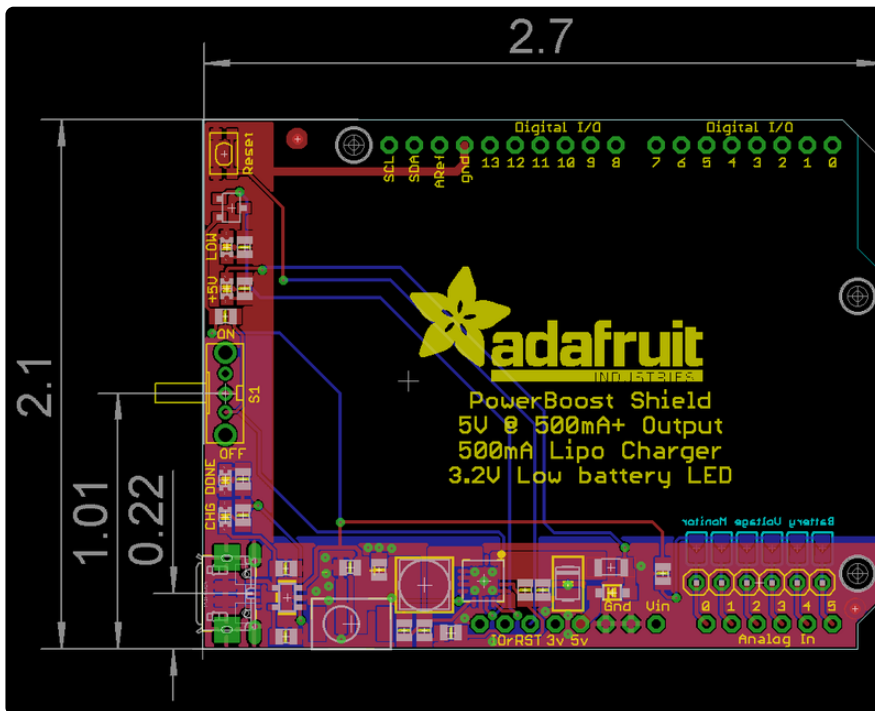 2.7
2.1
1.01
0.22
Digital I/O
Digital I/O
Reset
SCL
SDA
ARef
gnd
13 12 11 10 9 8
7 6 5 4 3 2 1 0
LOW
+5V
ON
S1
OFF
DONE
CHG
adafruit
INDUSTRIES
PowerBoost Shield
5V @ 500mA+ Output
500mA Lipo Charger
3.2V Low battery LED
Battery Voltage Monitor
Gnd Vin
0 1 2 3 4 5
IOrRST 3v 5v
Analog In